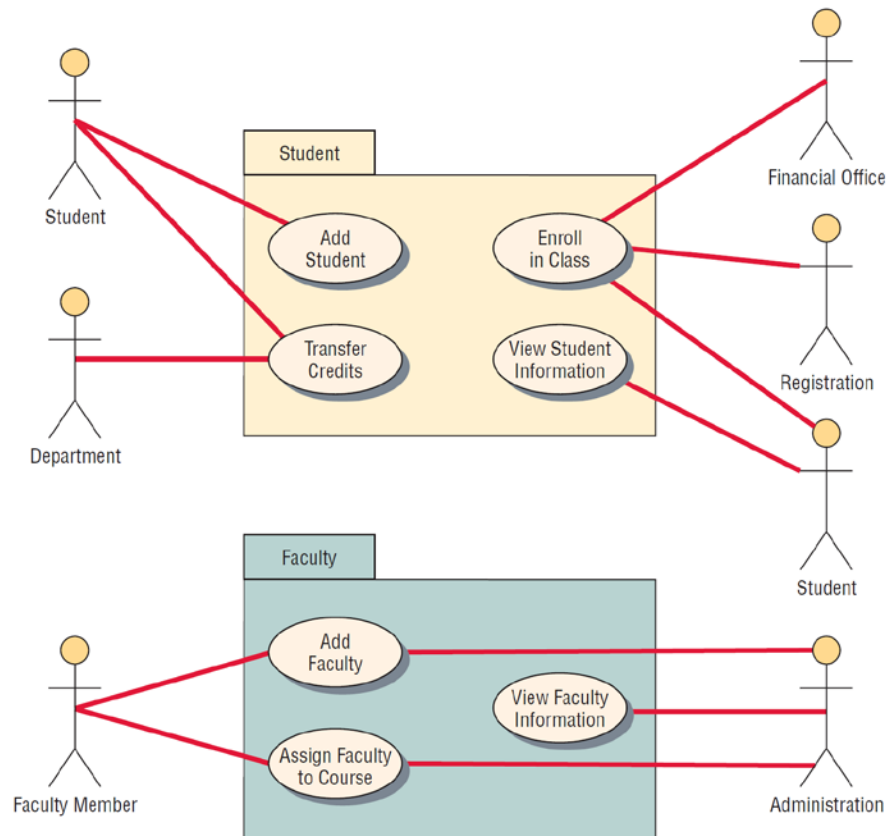 Financial Office
Student
Student
Add
Student
Enroll
in Class
Registration
Department
Transfer
Credits
View Student
Information
Student
Faculty
Faculty Member
Add
Faculty
View Faculty
Information
Assign Faculty
to Course
Administration